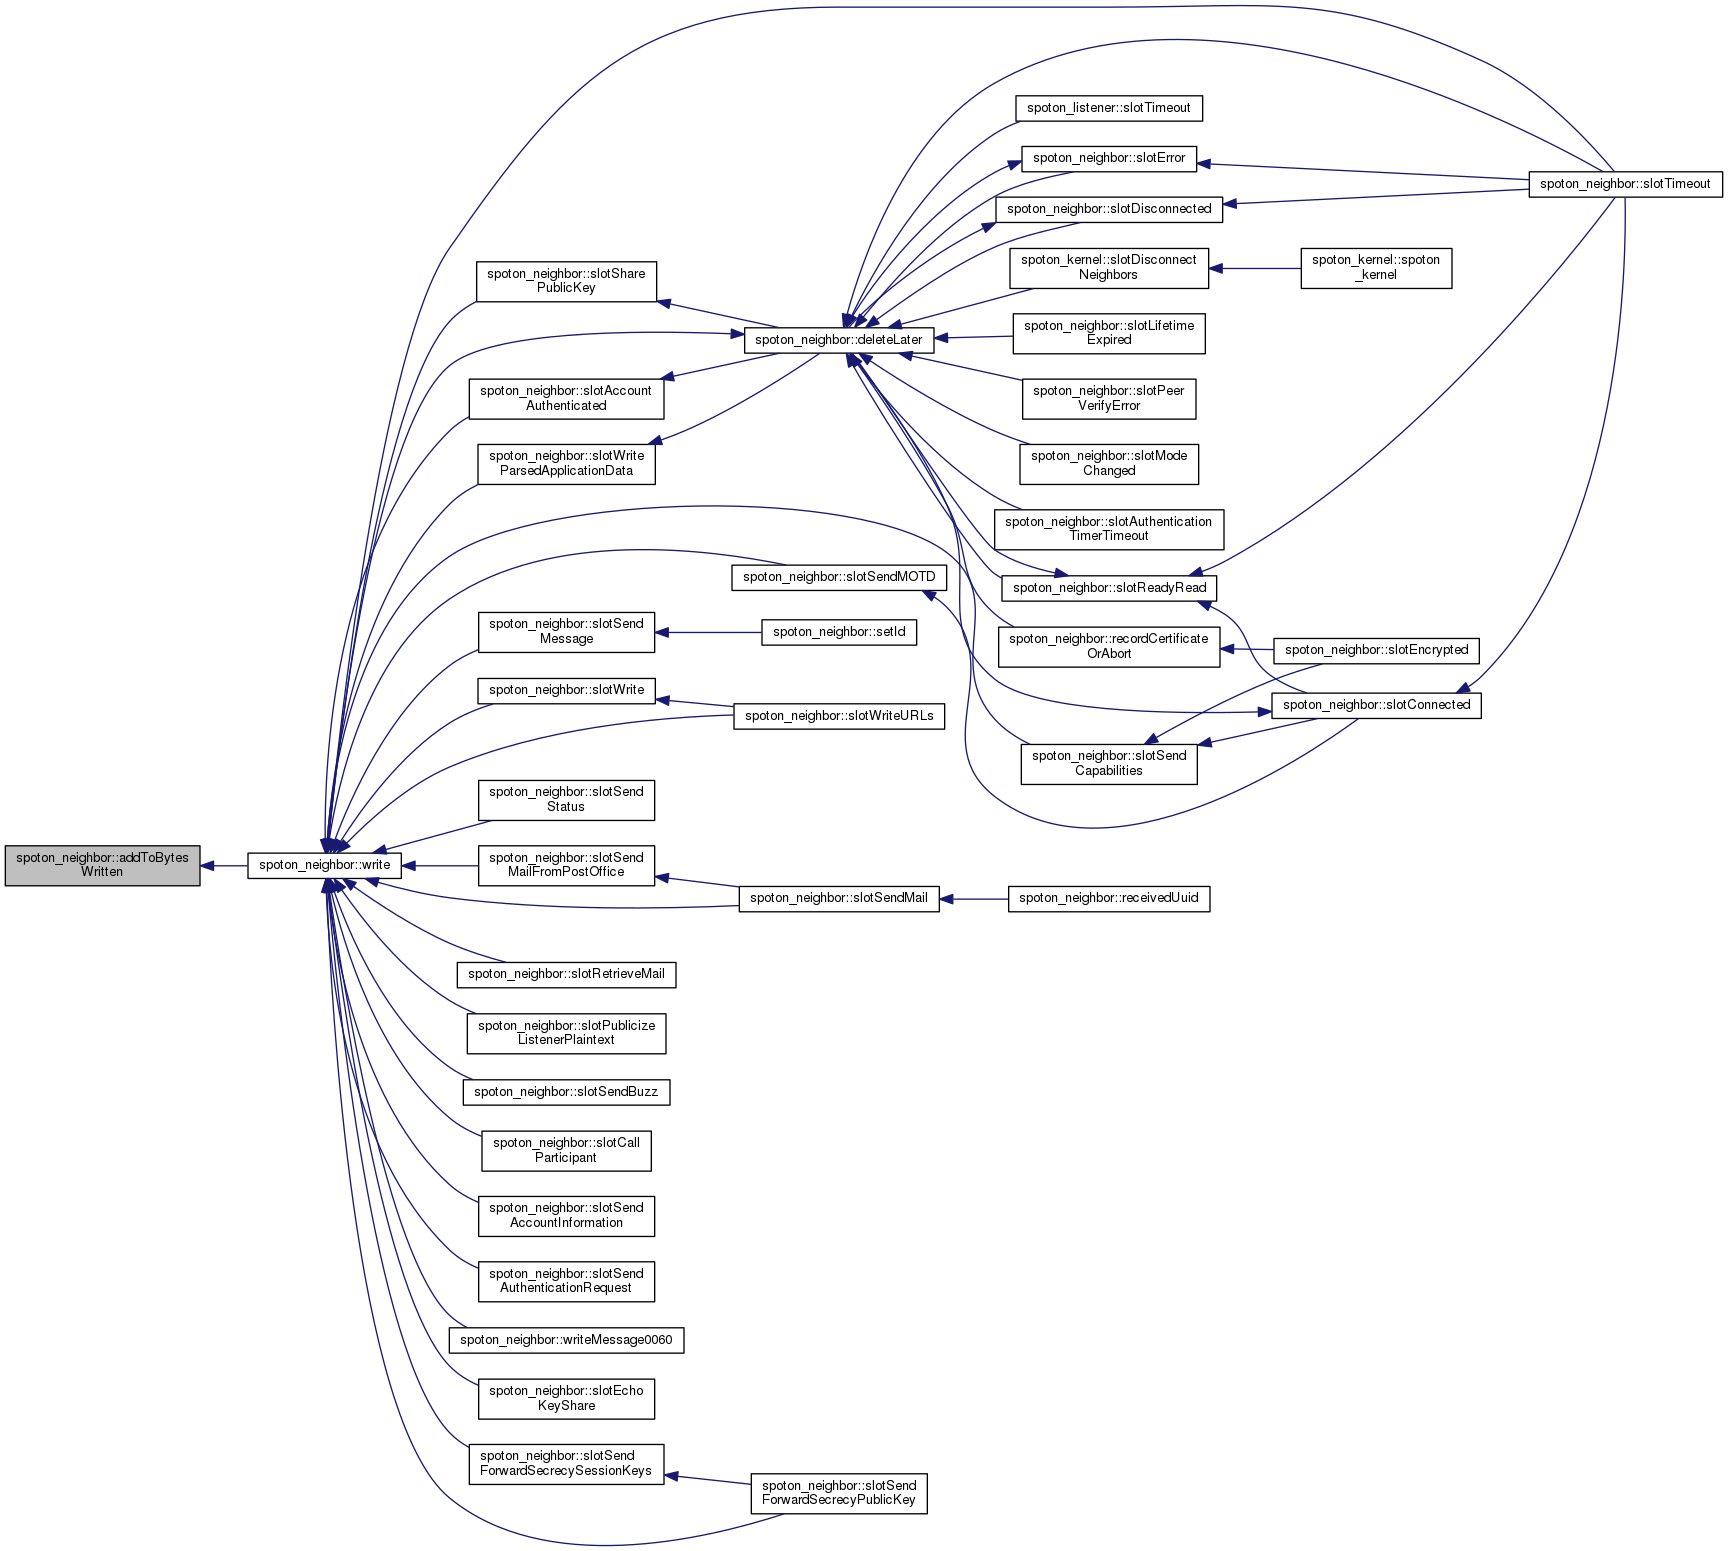 spoton_neighbor::addToBytes
Written
spoton_neighbor::write
spoton_neighbor::slotShare
PublicKey
spoton_neighbor::slotAccount
Authenticated
spoton_neighbor::slotWrite
ParsedApplicationData
spoton_neighbor::slotSend
Message
spoton_neighbor::slotWrite
spoton_neighbor::slotSend
Status
spoton_neighbor::slotSend
MailFromPostOffice
spoton_neighbor::slotRetrieveMail
spoton_neighbor::slotPublicize
ListenerPlaintext
spoton_neighbor::slotSendBuzz
spoton_neighbor::slotCall
Participant
spoton_neighbor::slotSend
AccountInformation
spoton_neighbor::slotSend
AuthenticationRequest
spoton_neighbor::writeMessage0060
spoton_neighbor::slotEcho
KeyShare
spoton_neighbor::slotSend
ForwardSecrecySessionKeys
spoton_neighbor::deleteLater
spoton_neighbor::slotSendMOTD
spoton_neighbor::setId
spoton_neighbor::slotWriteURLs
spoton_neighbor::slotSendMail
spoton_neighbor::slotSend
ForwardSecrecyPublicKey
spoton_listener::slotTimeout
spoton_neighbor::slotError
spoton_neighbor::slotDisconnected
spoton_kernel::slotDisconnect
Neighbors
spoton_neighbor::slotLifetime
Expired
spoton_neighbor::slotPeer
VerifyError
spoton_neighbor::slotMode
Changed
spoton_neighbor::slotAuthentication
TimerTimeout
spoton_neighbor::slotReadyRead
spoton_neighbor::recordCertificate
OrAbort
spoton_neighbor::slotSend
Capabilities
spoton_neighbor::receivedUuid
spoton_kernel::spoton
_kernel
spoton_neighbor::slotEncrypted
spoton_neighbor::slotConnected
spoton_neighbor::slotTimeout